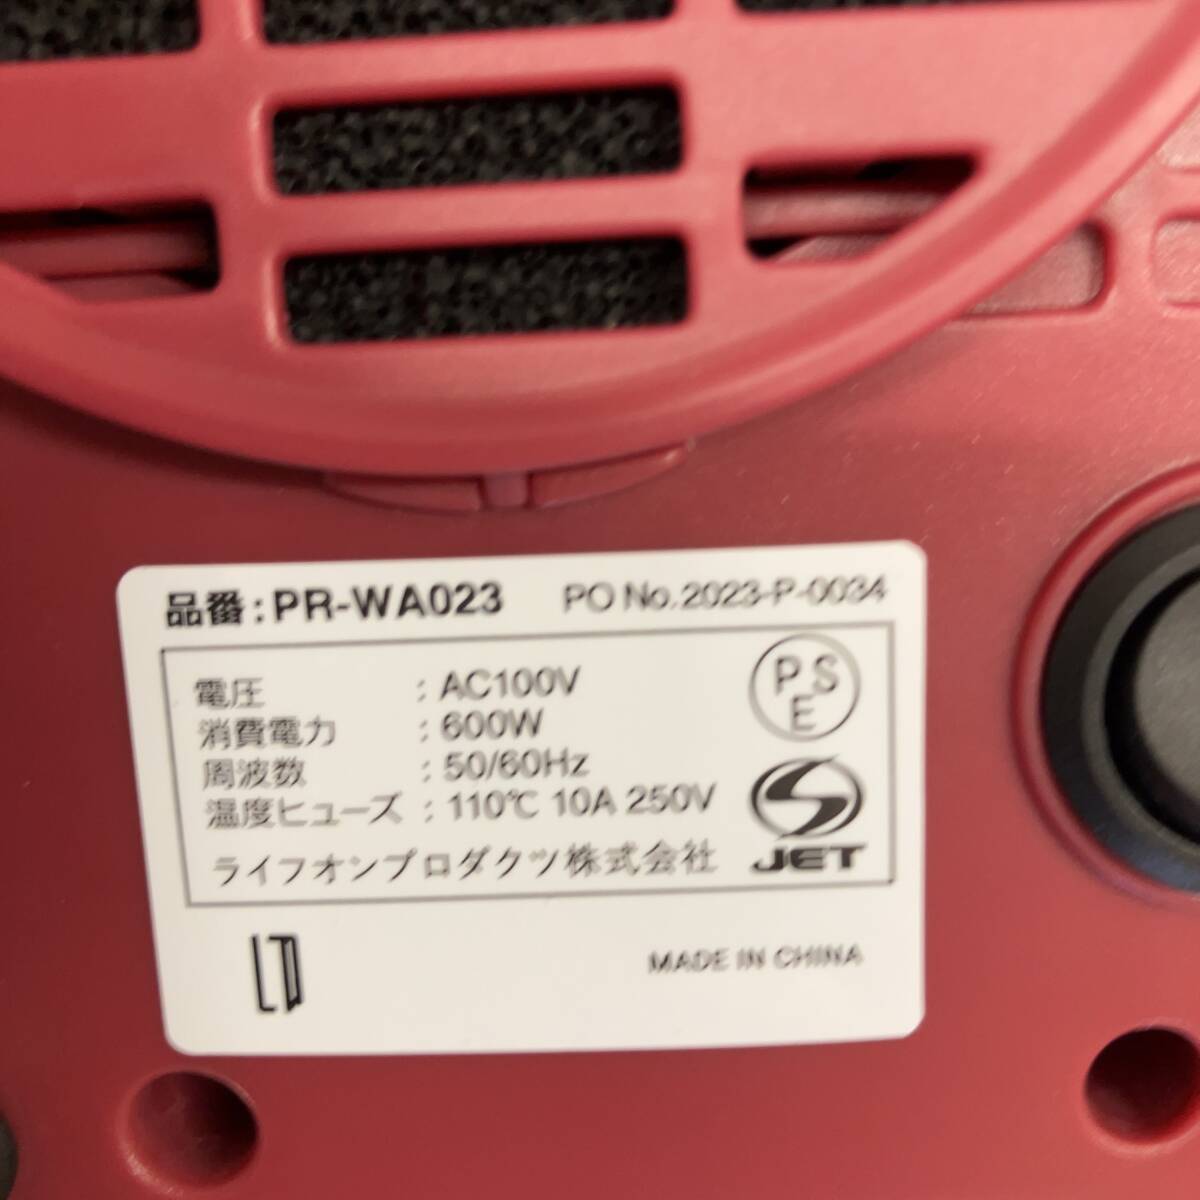 品番:PR-WA023 PO No.2023-P-0034
電圧 : AC100V
消費電力 : 600W
周波数 : 50/60Hz
温度ヒューズ : 110℃ 10A 250V
ライフオンプロダクツ株式会社
PSE
JET
MADE IN CHINA